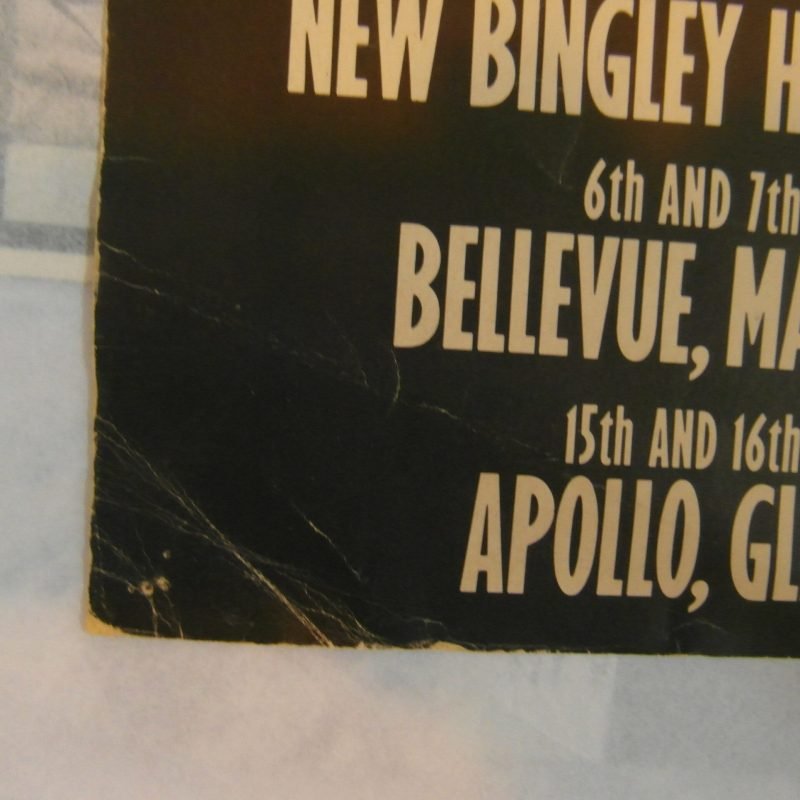 NEW BINGLEY H
6th AND 7th
BELLEVUE, MA
15th AND 16th
APOLLO, GL